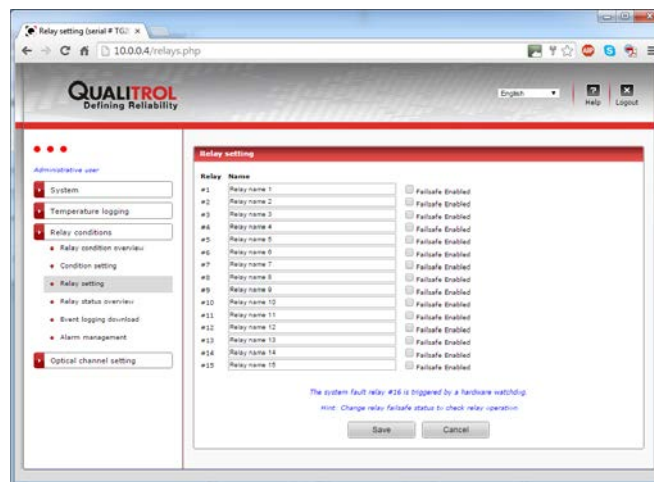 Relay setting (serial # TG2
10.0.0.4/relays.php
QUALITROL
Defining Reliability
English
Help
Logout
Administrative user
System
Temperature logging
Relay conditions
Relay condition overview
Condition setting
Relay setting
Relay status overview
Event logging download
Alarm management
Optical channel setting
Relay setting
Relay Name
#1 Relay name 1 Failsafe Enabled
#2 Relay name 2 Failsafe Enabled
#3 Relay name 3 Failsafe Enabled
#4 Relay name 4 Failsafe Enabled
#5 Relay name 5 Failsafe Enabled
#6 Relay name 6 Failsafe Enabled
#7 Relay name 7 Failsafe Enabled
#8 Relay name 8 Failsafe Enabled
#9 Relay name 9 Failsafe Enabled
#10 Relay name 10 Failsafe Enabled
#11 Relay name 11 Failsafe Enabled
#12 Relay name 12 Failsafe Enabled
#13 Relay name 13 Failsafe Enabled
#14 Relay name 14 Failsafe Enabled
#15 Relay name 15 Failsafe Enabled
The system fault relay #16 is triggered by a hardware watchdog.
Hint: Change relay failsafe status to check relay operation
Save
Cancel